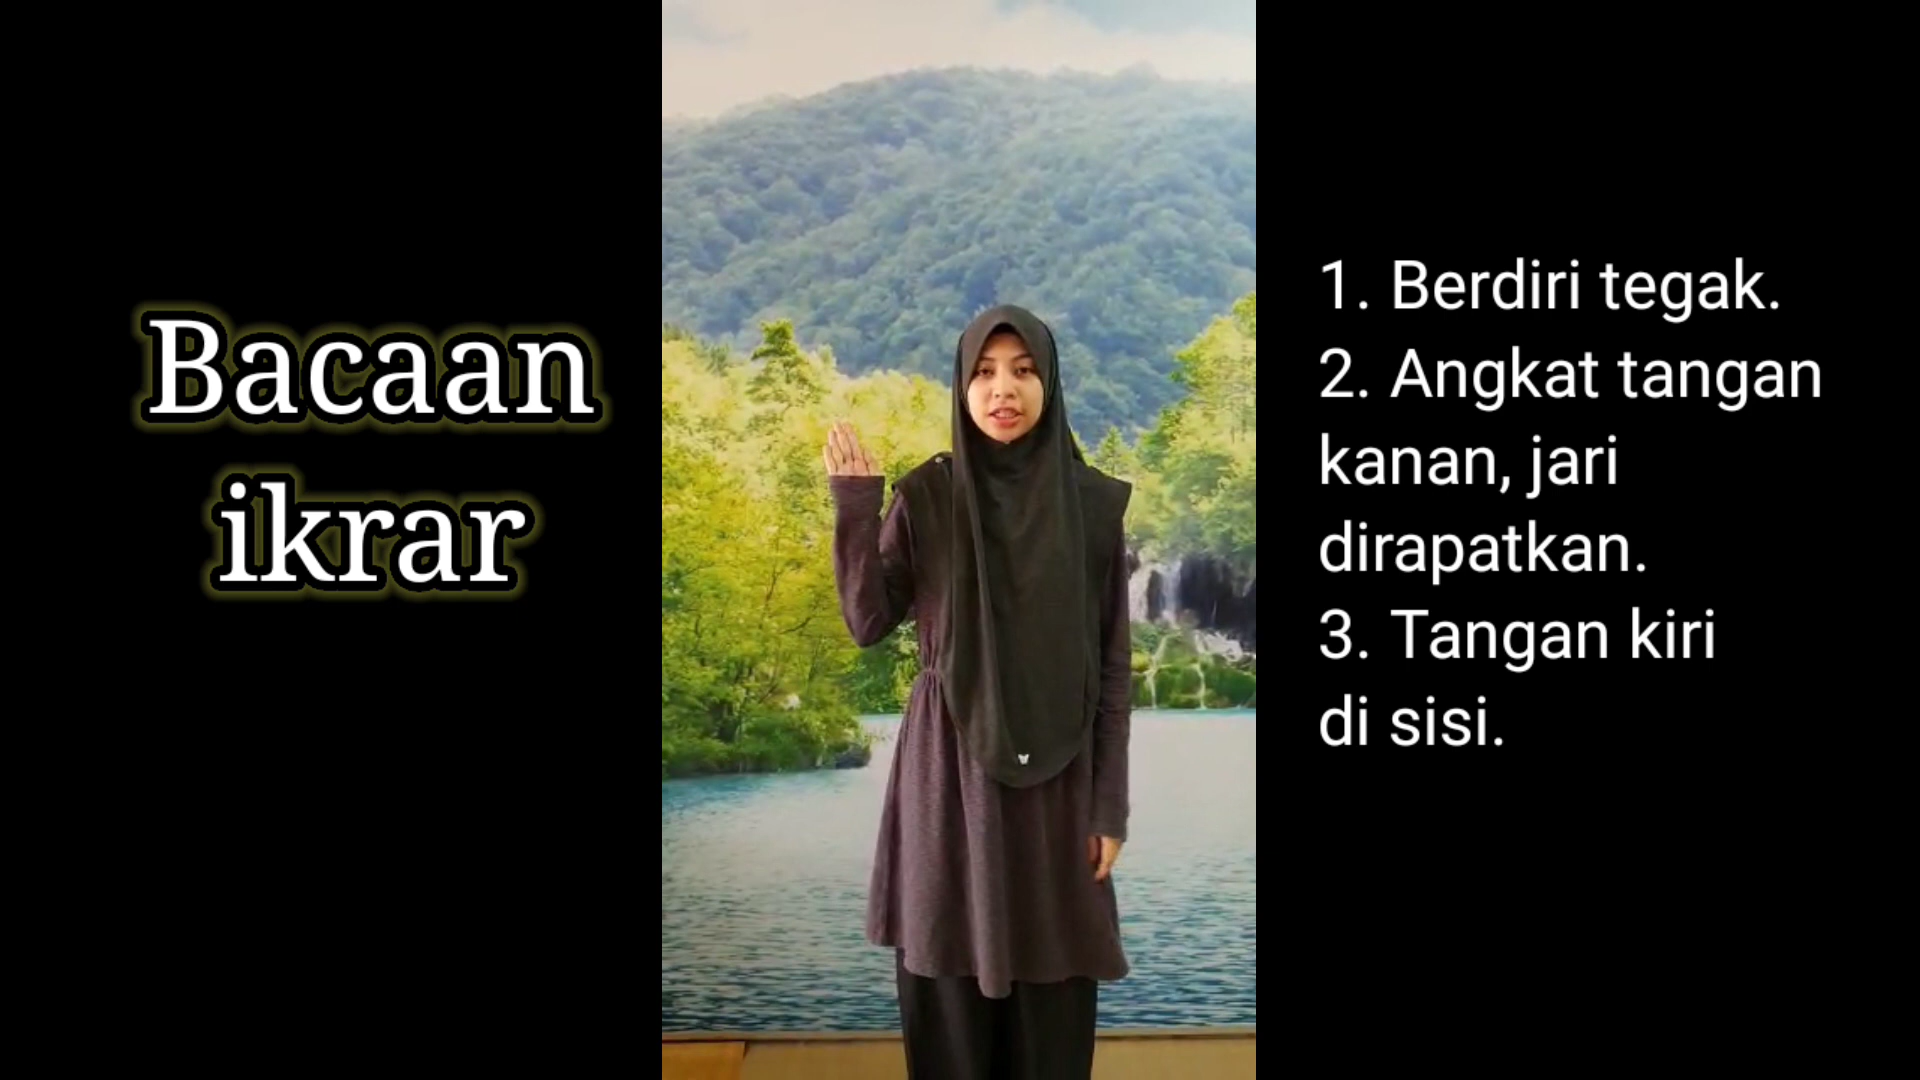 Bacaan
ikrar
1. Berdiri tegak.
2. Angkat tangan
kanan, jari
dirapatkan.
3. Tangan kiri
di sisi.